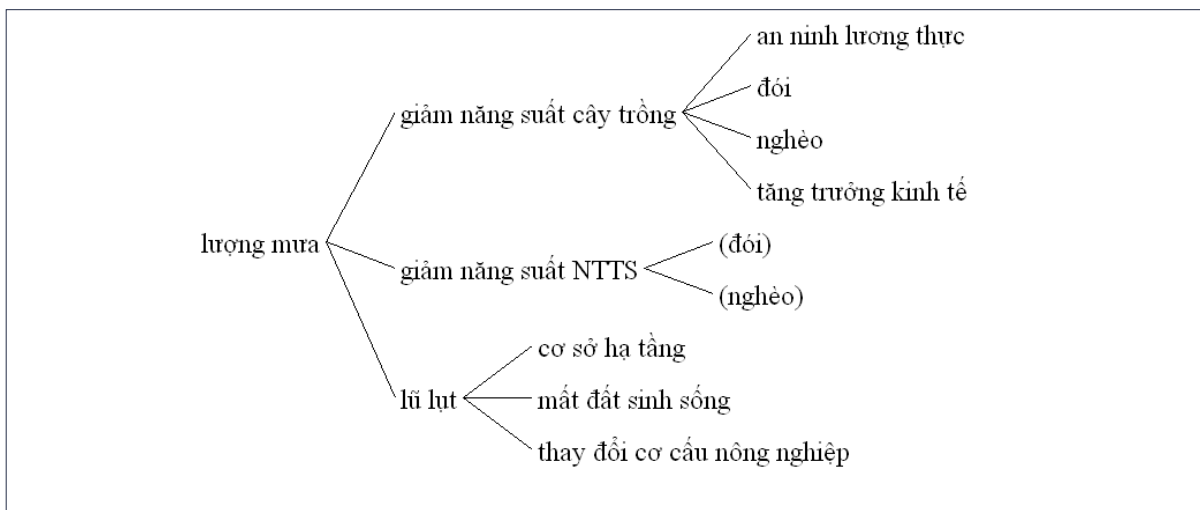 an ninh lương thực
đói
giảm năng suất cây trồng
nghèo
tăng trưởng kinh tế
lượng mưa
(đói)
giảm năng suất NTTS
(nghèo)
cơ sở hạ tầng
lũ lụt
mất đất sinh sống
thay đổi cơ cấu nông nghiệp